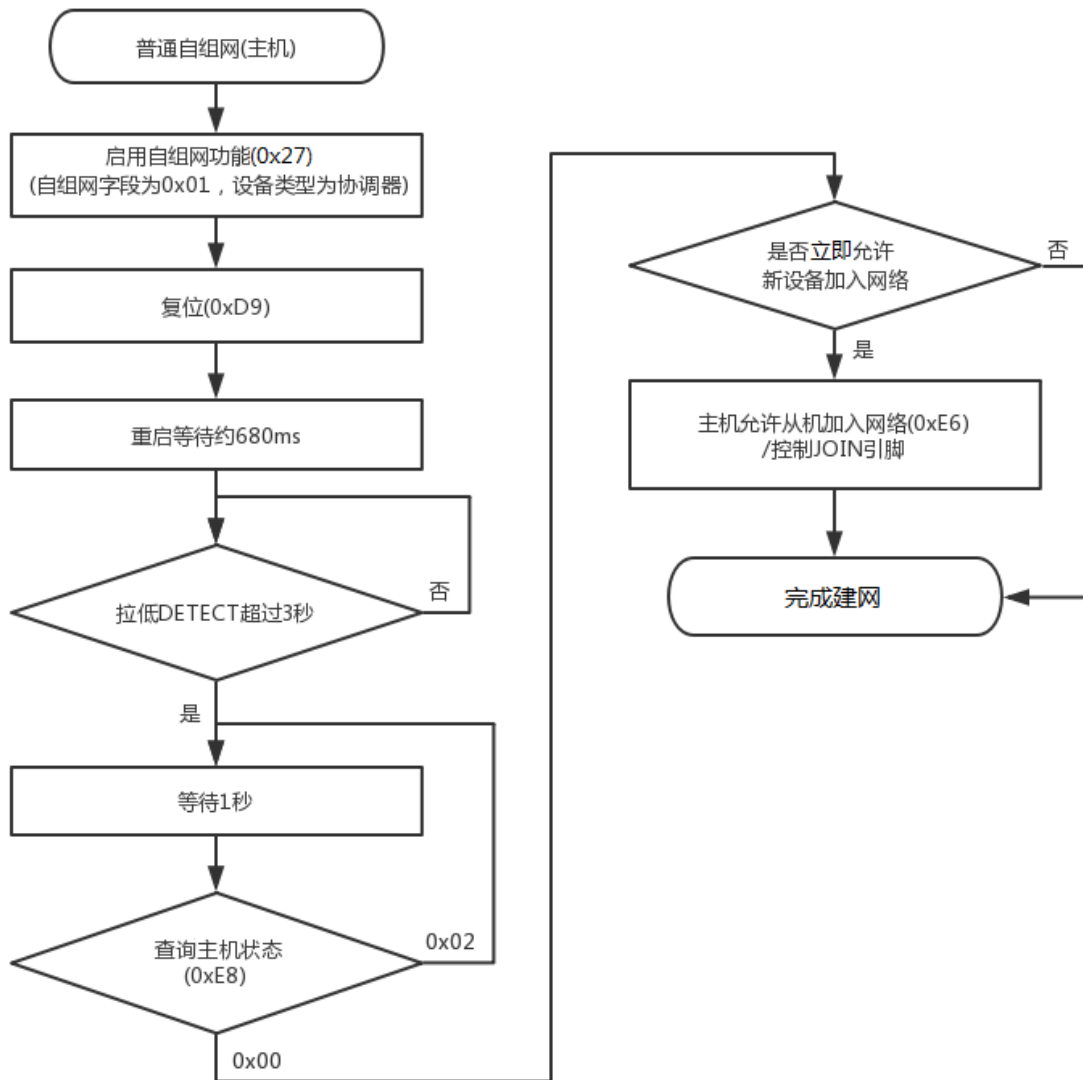 普通自组网(主机)
启用自组网功能(0x27)
(自组网字段为0x01，设备类型为协调器)
复位(0xD9)
重启等待约680ms
拉低DETECT超过3秒
否
是
等待1秒
查询主机状态
(0xE8)
0x02
0x00
是否立即允许
新设备加入网络
否
是
主机允许从机加入网络(0xE6)
/控制JOIN引脚
完成建网